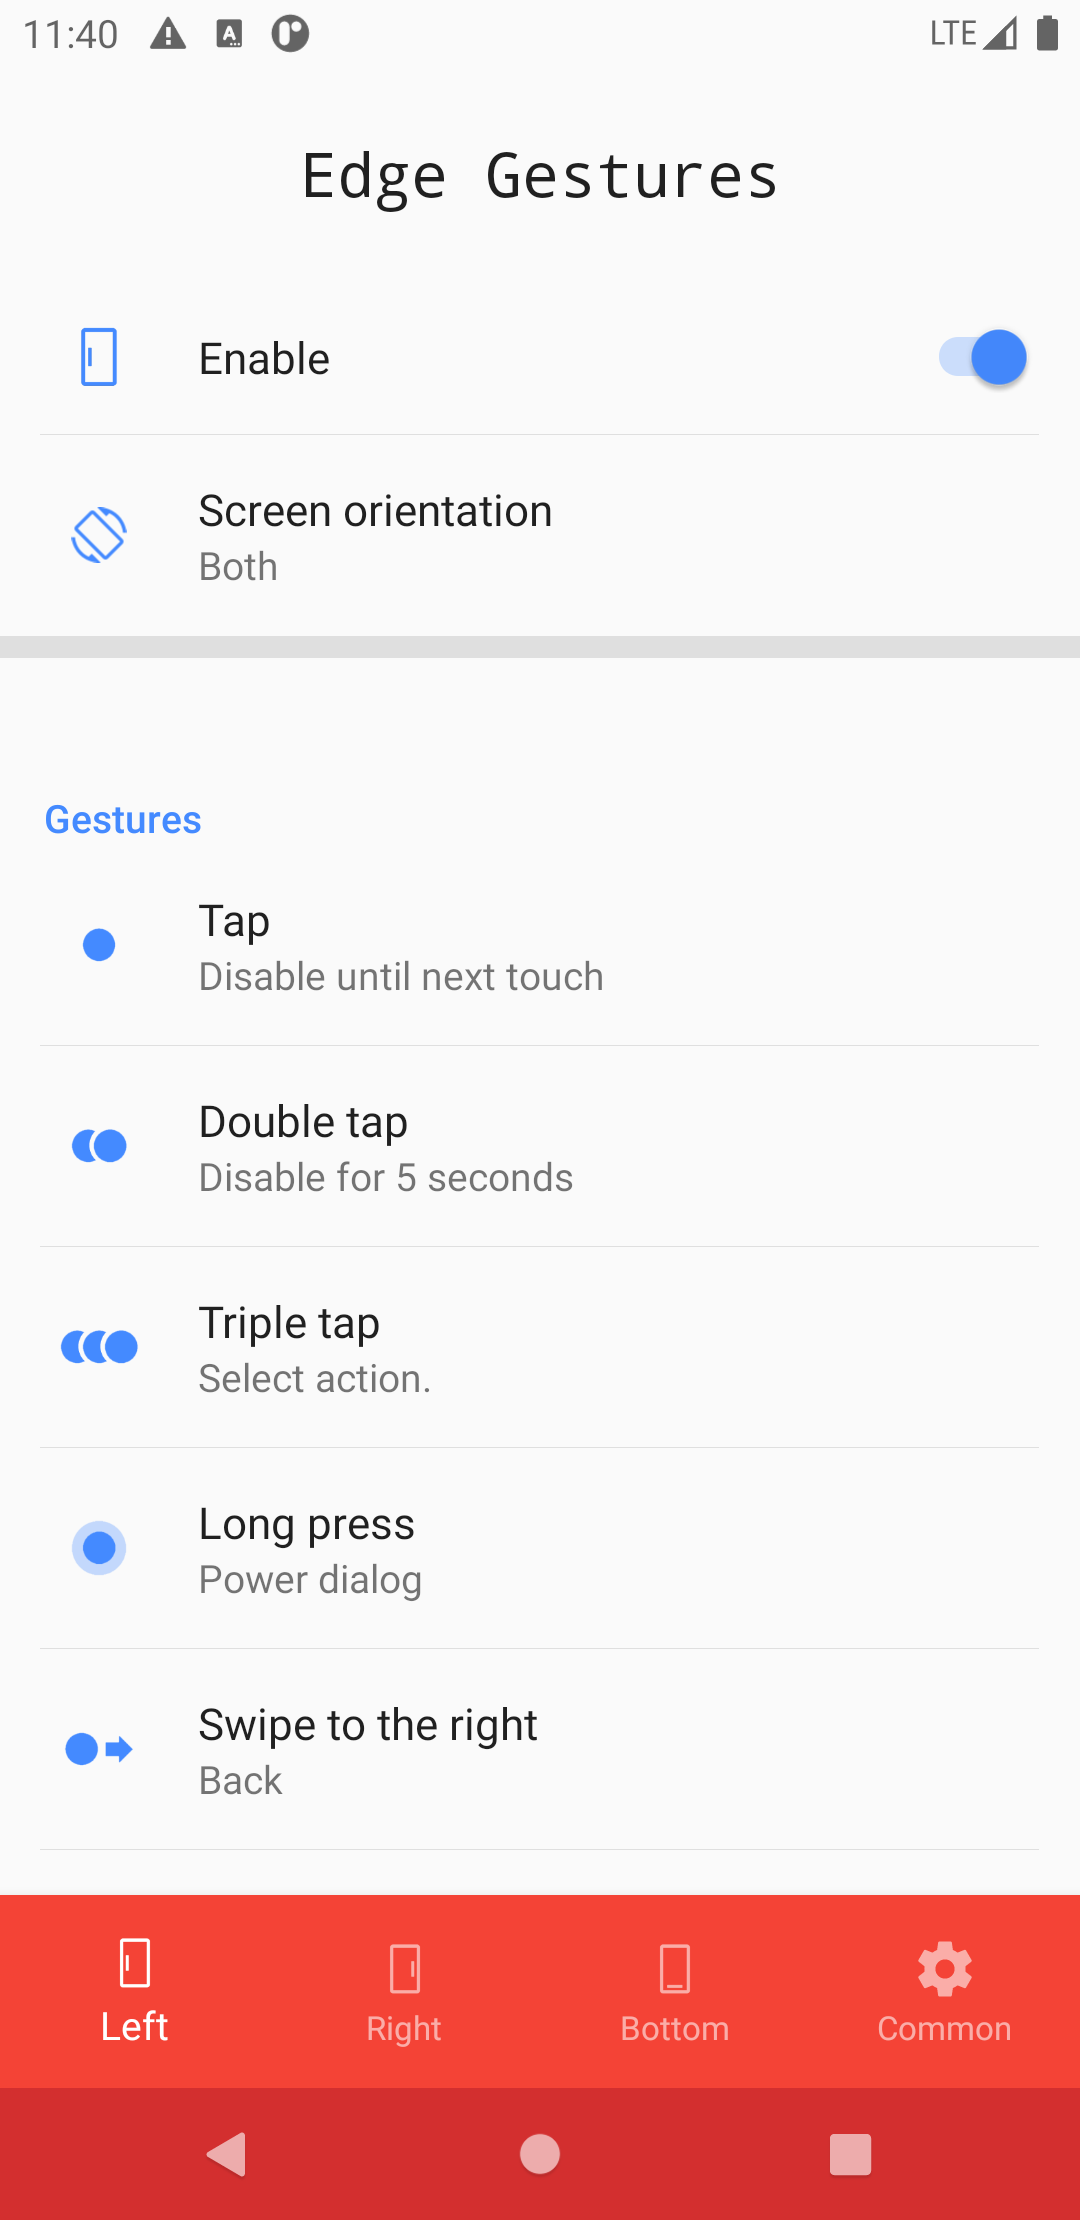 11:40
LTE
Edge Gestures
Enable
Screen orientation
Both
Gestures
Tap
Disable until next touch
Double tap
Disable for 5 seconds
Triple tap
Select action.
Long press
Power dialog
Swipe to the right
Back
Left
Right
Bottom
Common